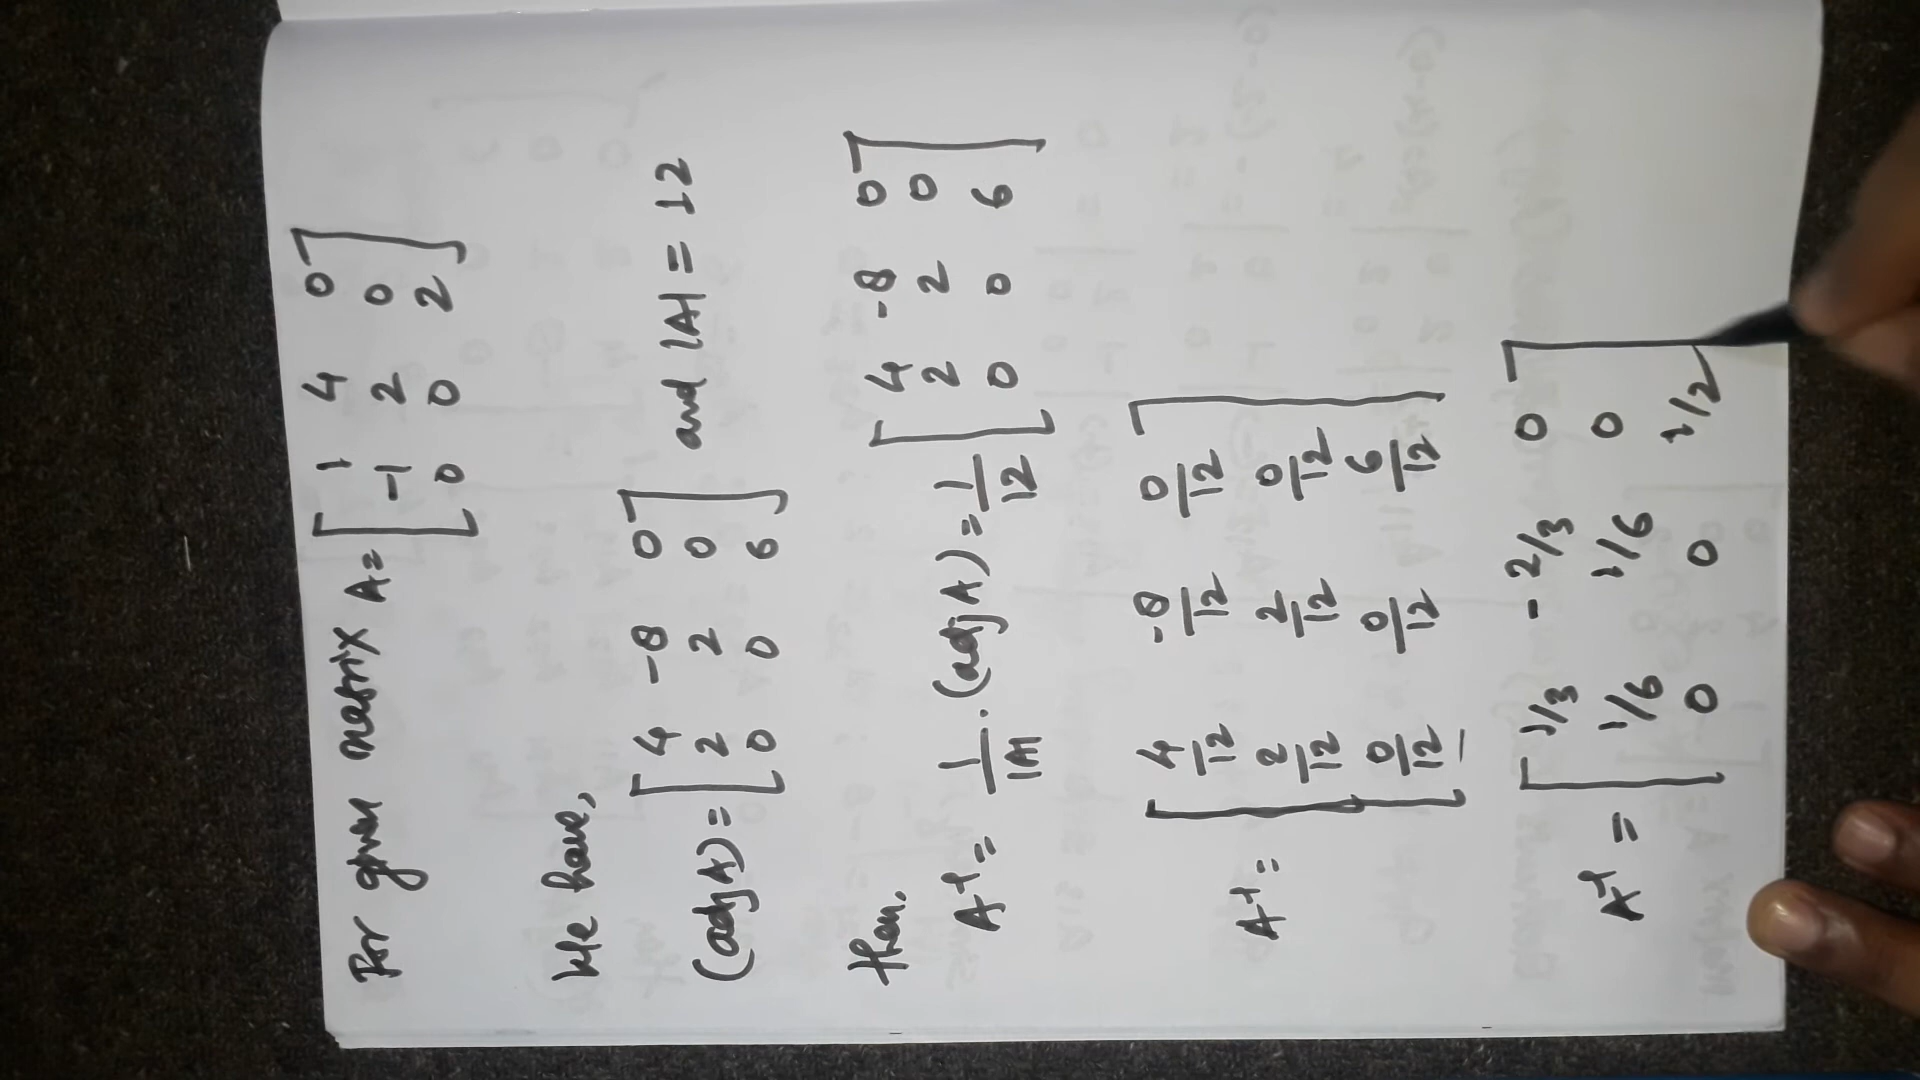 For given matrix A= [ 1 4 0
-1 2 0
0 0 2 ]
We have,
(adj A) = [ 4 -8 0
2 2 0
0 0 6 ] and |A| = 12
then.
A⁻¹ = 1/|A| . (adj A) = 1/12 [ 4 -8 0
2 2 0
0 0 6 ]
A⁻¹ = [ 4/12 -8/12 0/12
2/12 2/12 0/12
0/12 0/12 6/12 ]
A⁻¹ = [ 1/3 -2/3 0
1/6 1/6 0
0 0 1/2 ]